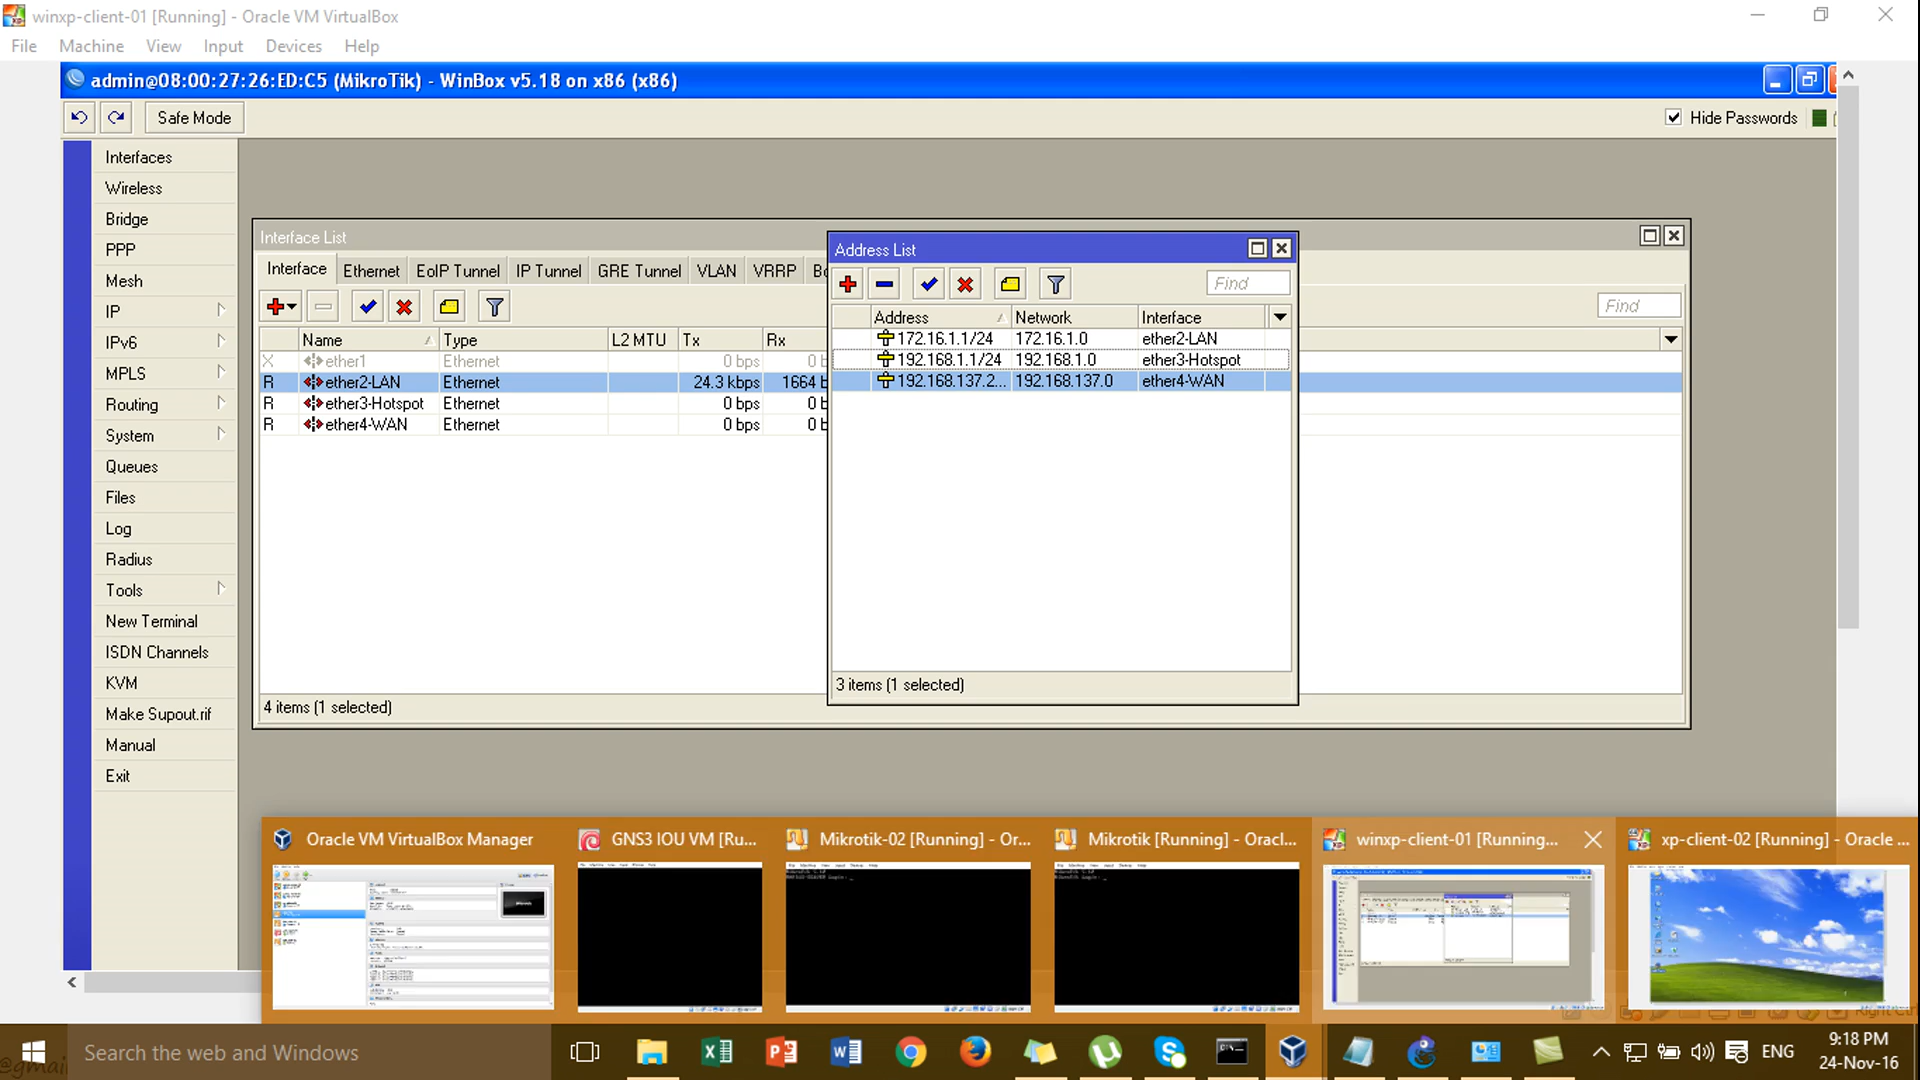 winxp-client-01 [Running] - Oracle VM VirtualBox
File Machine View Input Devices Help
admin@08:00:27:26:ED:C5 (MikroTik) - WinBox v5.18 on x86 (x86)
Safe Mode
Hide Passwords
Interfaces
Wireless
Bridge
PPP
Mesh
IP
IPv6
MPLS
Routing
System
Queues
Files
Log
Radius
Tools
New Terminal
ISDN Channels
KVM
Make Supout.rif
Manual
Exit
Interface List
Interface Ethernet EoIP Tunnel IP Tunnel GRE Tunnel VLAN VRRP Bo
Find
Name Type L2 MTU Tx Rx
X ether1 Ethernet 0 bps 0 b
R ether2-LAN Ethernet 24.3 kbps 1664 b
R ether3-Hotspot Ethernet 0 bps 0 b
R ether4-WAN Ethernet 0 bps 0 b
4 items (1 selected)
Address List
Find
Address Network Interface
172.16.1.1/24 172.16.1.0 ether2-LAN
192.168.1.1/24 192.168.1.0 ether3-Hotspot
192.168.137.2... 192.168.137.0 ether4-WAN
3 items (1 selected)
Oracle VM VirtualBox Manager
GNS3 IOU VM [Ru...
Mikrotik-02 [Running] - Or...
Mikrotik [Running] - Oracl...
winxp-client-01 [Running...
xp-client-02 [Running] - Oracle ...
Right Ctrl
Search the web and Windows
@gmail
ENG
9:18 PM
24-Nov-16